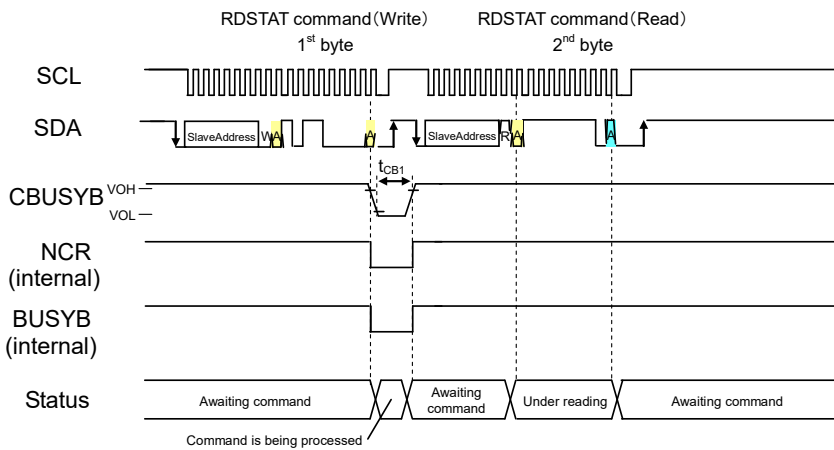 RDSTAT command(Write)
1st byte
RDSTAT command(Read)
2nd byte
SCL
SDA
SlaveAddress W A A SlaveAddress R A A
tCB1
CBUSYB
VOH
VOL
NCR
(internal)
BUSYB
(internal)
Status
Awaiting command
Awaiting
command
Under reading
Awaiting command
Command is being processed